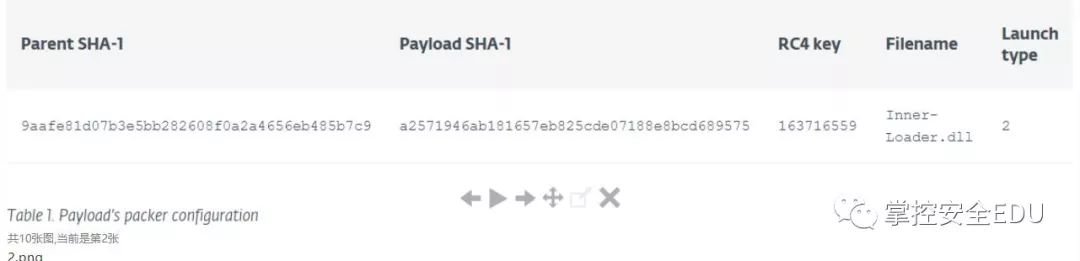 Parent SHA-1 Payload SHA-1 RC4 key Filename Launch type
9aafe81d07b3e5bb282608f0a2a4656eb485b7c9 a2571946ab181657eb825cde07188e8bcd689575 163716559 Inner-Loader.dll 2
Table 1. Payload's packer configuration
掌控安全EDU
共10张图,当前是第2张
2.png